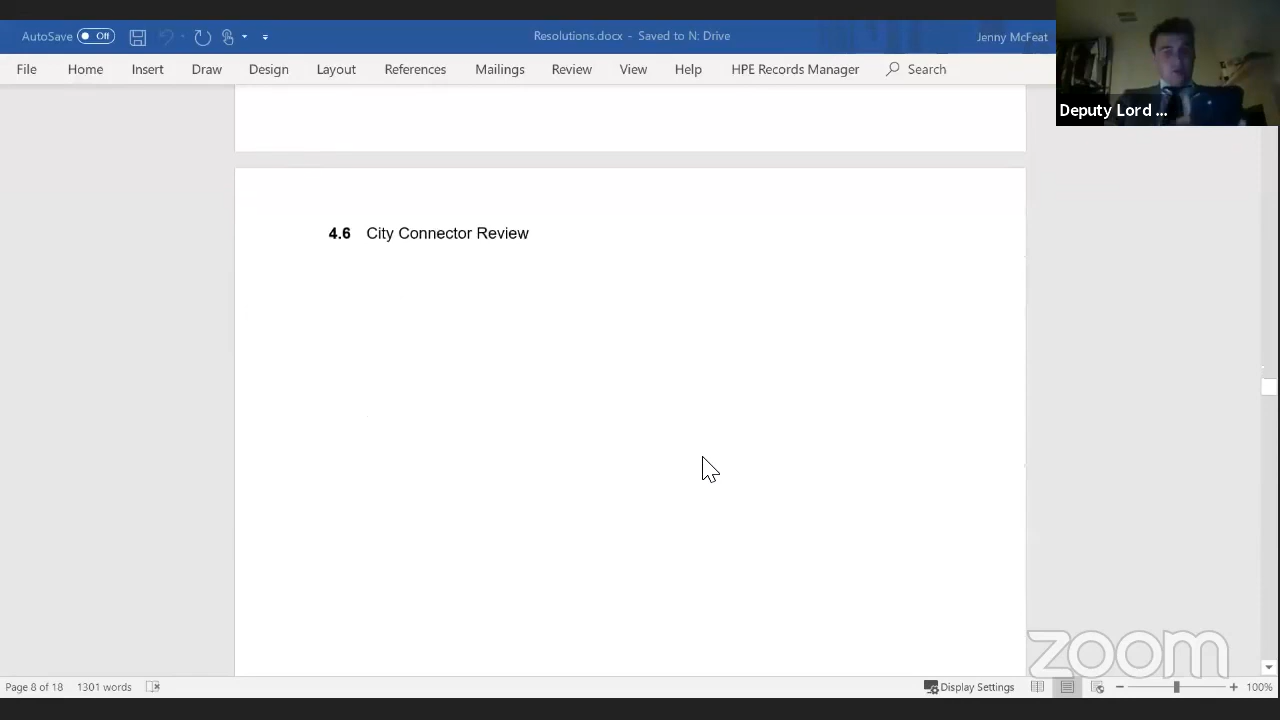 AutoSave Off
Resolutions.docx - Saved to N: Drive
Jenny McFeat
File Home Insert Draw Design Layout References Mailings Review View Help HPE Records Manager Search
Deputy Lord ...
4.6 City Connector Review
zoom
Page 8 of 18 1301 words
Display Settings
100%